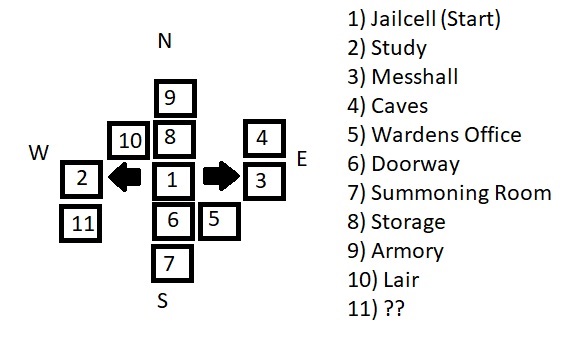 N
9
10 8
4
W
E
2
1
3
11
6 5
7
S
1) Jailcell (Start)
2) Study
3) Messhall
4) Caves
5) Wardens Office
6) Doorway
7) Summoning Room
8) Storage
9) Armory
10) Lair
11) ??